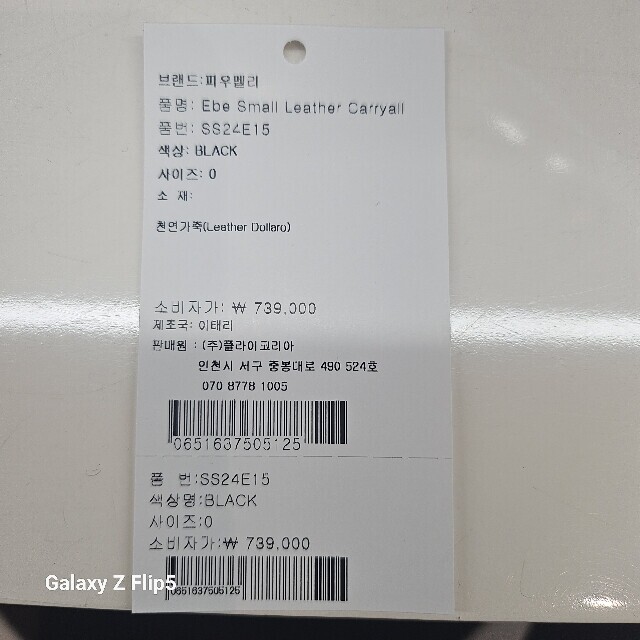 브랜드:피우멜리
품명: Ebe Small Leather Carryall
품번: SS24E15
색상: BLACK
사이즈: 0
소 재:
천연가죽(Leather Dollaro)
소비자가: ₩ 739,000
제조국: 이태리
판매원 : (주)플라이코리아
인천시 서구 중봉대로 490 524호
070 8778 1005
0651637505125
품 번:SS24E15
색상명:BLACK
사이즈:0
소비자가:₩ 739,000
0651637505125
Galaxy Z Flip5